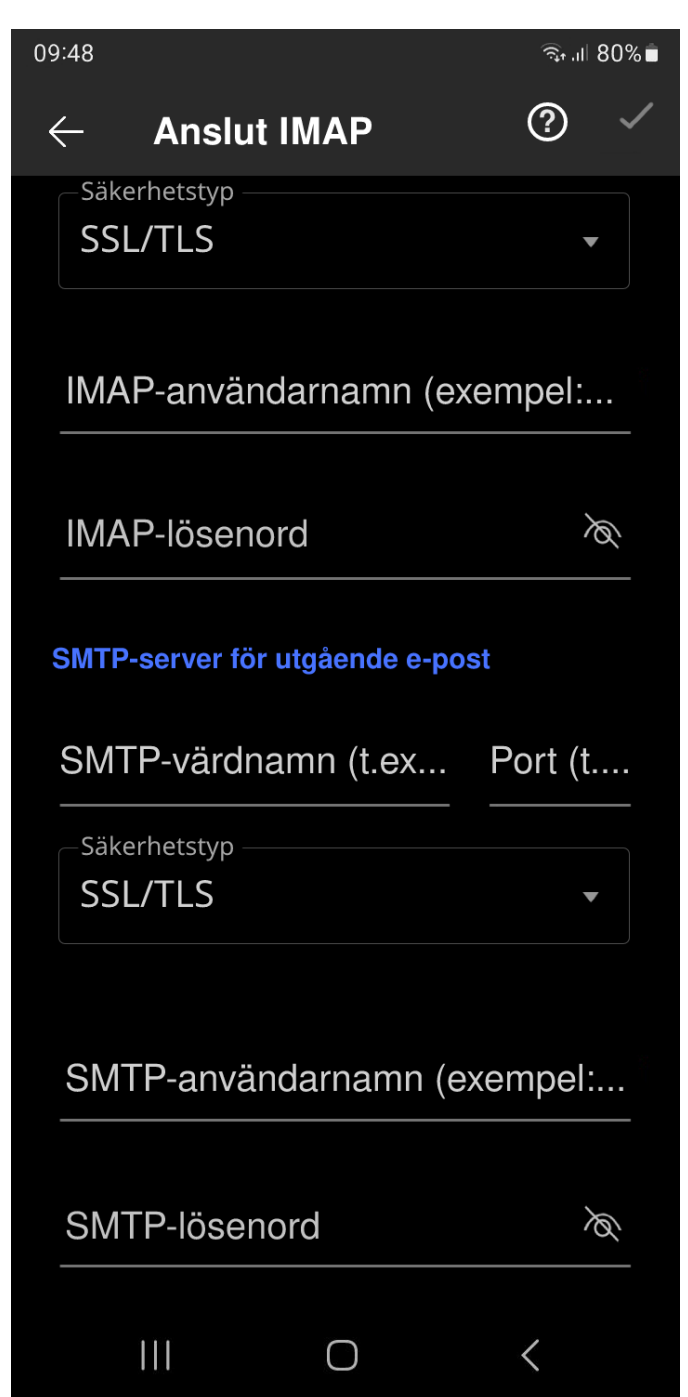 09:48 80%
Anslut IMAP
Säkerhetstyp
SSL/TLS
IMAP-användarnamn (exempel:...
IMAP-lösenord
SMTP-server för utgående e-post
SMTP-värdnamn (t.ex... Port (t....
Säkerhetstyp
SSL/TLS
SMTP-användarnamn (exempel:...
SMTP-lösenord